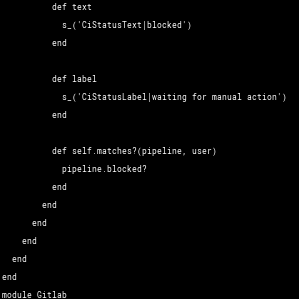 def text
s_('CiStatusText|blocked')
end
def label
s_('CiStatusLabel|waiting for manual action')
end
def self.matches?(pipeline, user)
pipeline.blocked?
end
end
end
end
end
end
module Gitlab